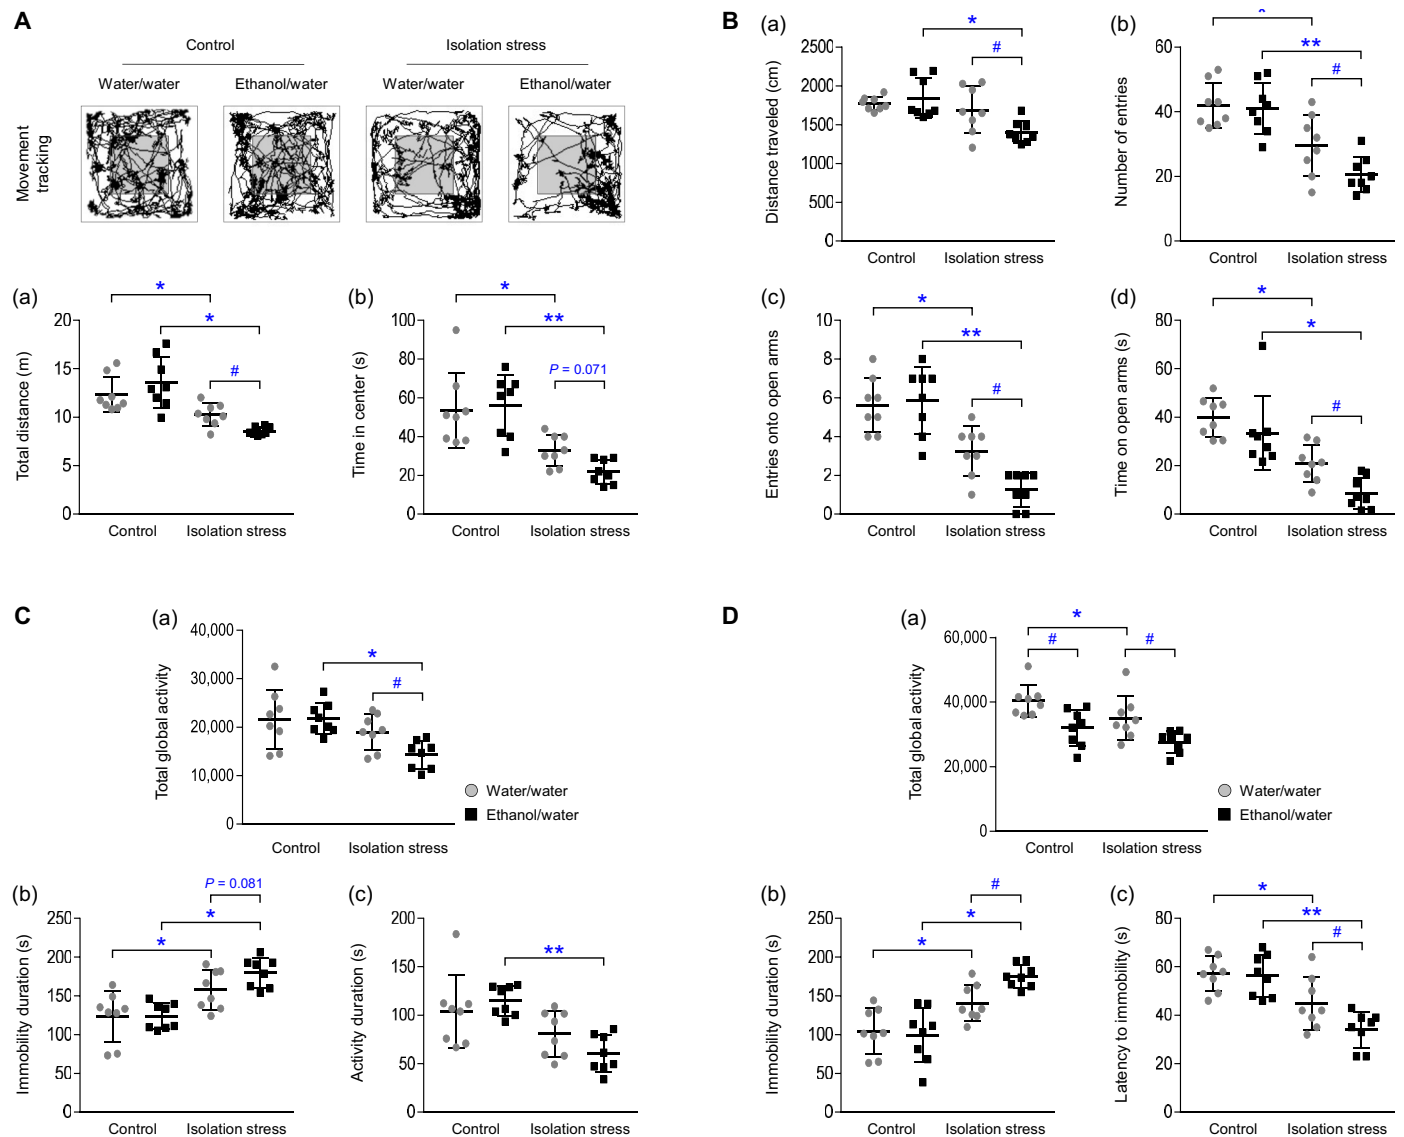 A
Control
Isolation stress
Water/water
Ethanol/water
Water/water
Ethanol/water
Movement
tracking
(a)
*
*
#
Total distance (m)
20
15
10
5
0
Control
Isolation stress
(b)
*
**
P = 0.071
Time in center (s)
100
80
60
40
20
0
Control
Isolation stress
B
(a)
*
#
Distance traveled (cm)
2500
2000
1500
1000
500
0
Control
Isolation stress
(b)
**
#
Number of entries
60
40
20
0
Control
Isolation stress
(c)
*
**
#
Entries onto open arms
10
8
6
4
2
0
Control
Isolation stress
(d)
*
*
#
Time on open arms (s)
80
60
40
20
0
Control
Isolation stress
C
(a)
*
#
Total global activity
40,000
30,000
20,000
10,000
0
Control
Isolation stress
Water/water
Ethanol/water
(b)
P = 0.081
*
*
Immobility duration (s)
250
200
150
100
50
0
Control
Isolation stress
(c)
**
Activity duration (s)
200
150
100
50
0
Control
Isolation stress
D
(a)
*
#
#
Total global activity
60,000
40,000
20,000
0
Control
Isolation stress
Water/water
Ethanol/water
(b)
#
*
*
Immobility duration (s)
250
200
150
100
50
0
Control
Isolation stress
(c)
*
**
#
Latency to immobility (s)
80
60
40
20
0
Control
Isolation stress